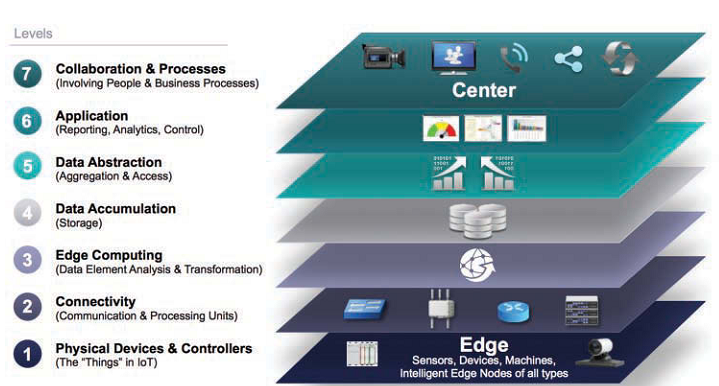 Levels
7
Collaboration & Processes
(Involving People & Business Processes)
6
Application
(Reporting, Analytics, Control)
5
Data Abstraction
(Aggregation & Access)
4
Data Accumulation
(Storage)
3
Edge Computing
(Data Element Analysis & Transformation)
2
Connectivity
(Communication & Processing Units)
1
Physical Devices & Controllers
(The "Things" in IoT)
Center
Edge
Sensors, Devices, Machines,
Intelligent Edge Nodes of all types